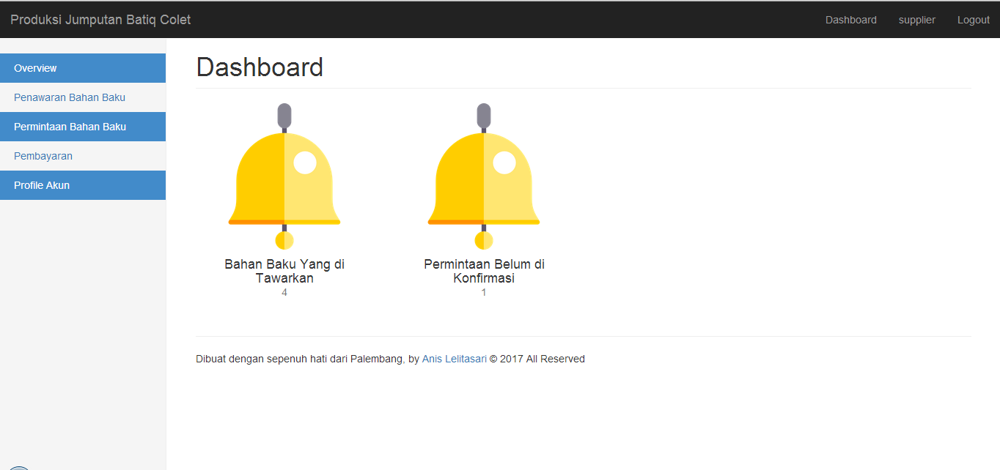 Produksi Jumputan Batiq Colet
Dashboard
supplier
Logout
Overview
Penawaran Bahan Baku
Permintaan Bahan Baku
Pembayaran
Profile Akun
Dashboard
Bahan Baku Yang di
Tawarkan
4
Permintaan Belum di
Konfirmasi
1
Dibuat dengan sepenuh hati dari Palembang, by Anis Lelitasari © 2017 All Reserved